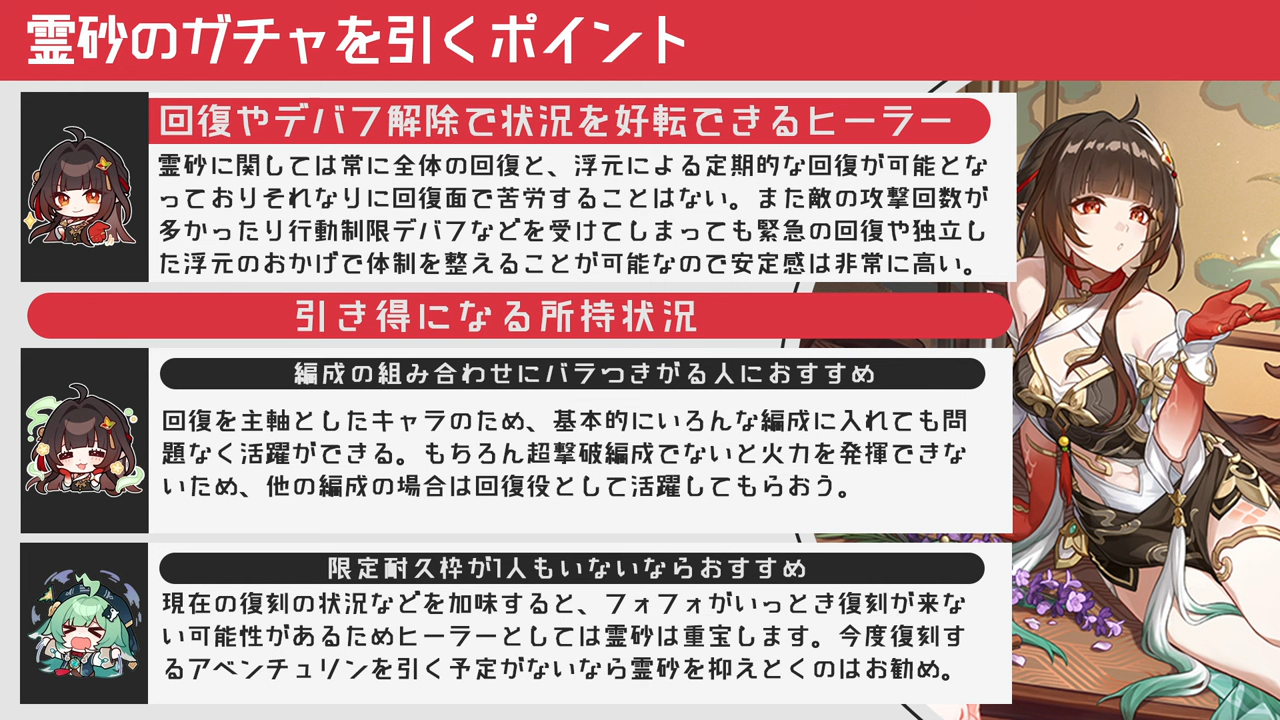 霊砂のガチャを引くポイント
回復やデバフ解除で状況を好転できるヒーラー
霊砂に関しては常に全体の回復と、浮元による定期的な回復が可能とな
っておりそれなりに回復面で苦労することはない。また敵の攻撃回数が
多かったり行動制限デバフなどを受けてしまっても緊急の回復や独立し
た浮元のおかげで体制を整えることが可能なので安定感は非常に高い。
引き得になる所持状況
編成の組み合わせにバラつきがある人におすすめ
回復を主軸としたキャラのため、基本的にいろんな編成に入れても問
題なく活躍ができる。もちろん超撃破編成でないと火力を発揮できな
いため、他の編成の場合は回復役として活躍してもらおう。
限定耐久枠が1人もいないならおすすめ
現在の復刻の状況などを加味すると、フォフォがいっとき復刻が来な
い可能性があるためヒーラーとしては霊砂は重宝します。今度復刻す
るアベンチュリンを引く予定がないなら霊砂を抑えとくのはお勧め。